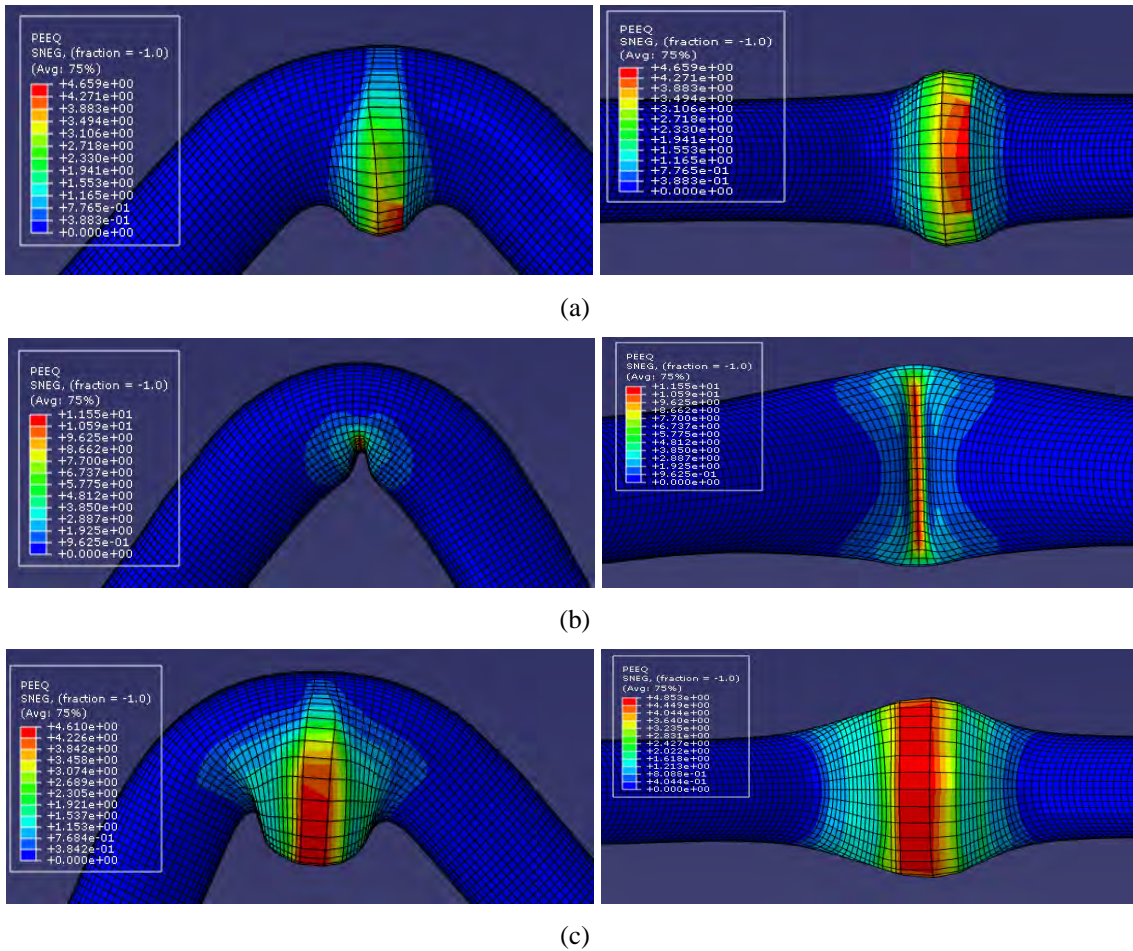 PEEQ
SNEG, (fraction = -1.0)
(Avg: 75%)
+4.659e+00
+4.271e+00
+3.883e+00
+3.494e+00
+3.106e+00
+2.718e+00
+2.330e+00
+1.941e+00
+1.553e+00
+1.165e+00
+7.765e-01
+3.883e-01
+0.000e+00
PEEQ
SNEG, (fraction = -1.0)
(Avg: 75%)
+4.659e+00
+4.271e+00
+3.883e+00
+3.494e+00
+3.106e+00
+2.718e+00
+2.330e+00
+1.941e+00
+1.553e+00
+1.165e+00
+7.765e-01
+3.883e-01
+0.000e+00
(a)
PEEQ
SNEG, (fraction = -1.0)
(Avg: 75%)
+1.155e+01
+1.059e+01
+9.625e+00
+8.662e+00
+7.700e+00
+6.737e+00
+5.775e+00
+4.812e+00
+3.850e+00
+2.887e+00
+1.925e+00
+9.625e-01
+0.000e+00
PEEQ
SNEG, (fraction = -1.0)
(Avg: 75%)
+1.155e+01
+1.059e+01
+9.625e+00
+8.662e+00
+7.700e+00
+6.737e+00
+5.775e+00
+4.812e+00
+3.850e+00
+2.887e+00
+1.925e+00
+9.625e-01
+0.000e+00
(b)
PEEQ
SNEG, (fraction = -1.0)
(Avg: 75%)
+4.610e+00
+4.226e+00
+3.842e+00
+3.458e+00
+3.074e+00
+2.689e+00
+2.305e+00
+1.921e+00
+1.537e+00
+1.153e+00
+7.684e-01
+3.842e-01
+0.000e+00
PEEQ
SNEG, (fraction = -1.0)
(Avg: 75%)
+4.853e+00
+4.449e+00
+4.044e+00
+3.640e+00
+3.235e+00
+2.831e+00
+2.427e+00
+2.022e+00
+1.618e+00
+1.213e+00
+8.088e-01
+4.044e-01
+0.000e+00
(c)